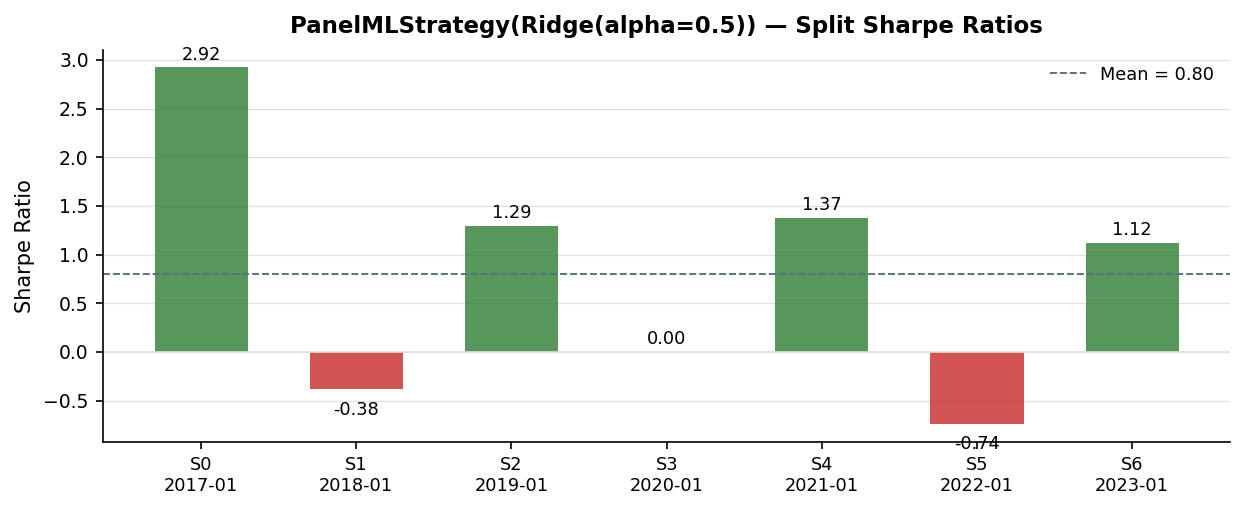 PanelMLStrategy(Ridge(alpha=0.5)) — Split Sharpe Ratios
Sharpe Ratio
3.0
2.5
2.0
1.5
1.0
0.5
0.0
−0.5
2.92
-0.38
1.29
0.00
1.37
-0.74
1.12
Mean = 0.80
S0
2017-01
S1
2018-01
S2
2019-01
S3
2020-01
S4
2021-01
S5
2022-01
S6
2023-01